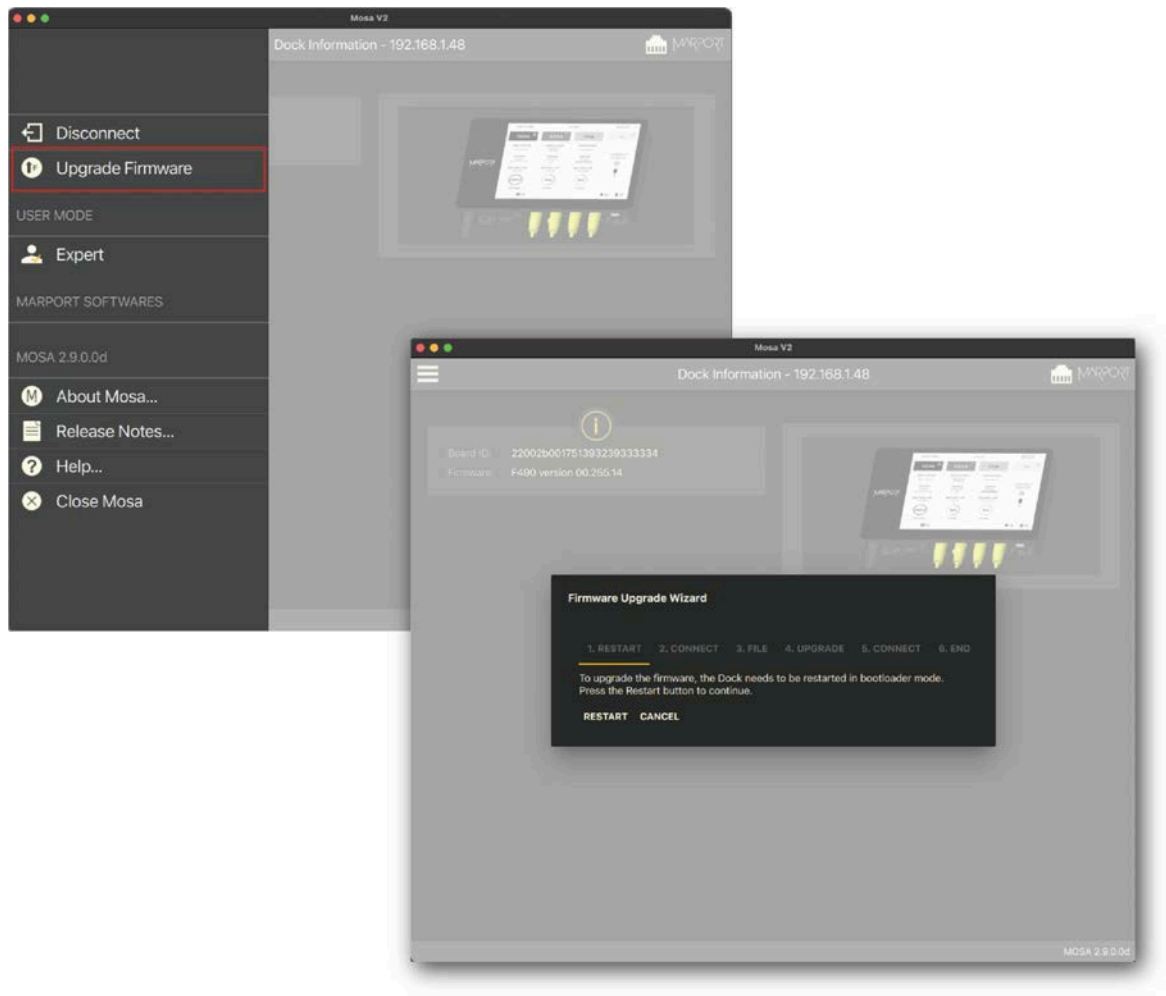 Mosa V2
Dock Information - 192.168.1.48
MARPORT
Disconnect
Upgrade Firmware
USER MODE
Expert
MARPORT SOFTWARES
MOSA 2.9.0.0d
About Mosa...
Release Notes...
Help...
Close Mosa
MARPORT
Mosa V2
Dock Information - 192.168.1.48
MARPORT
Board ID
22002b001751393239333334
Firmware
F490 version 00.255.14
MARPORT
Firmware Upgrade Wizard
1. RESTART 2. CONNECT 3. FILE 4. UPGRADE 5. CONNECT 6. END
To upgrade the firmware, the Dock needs to be restarted in bootloader mode.
Press the Restart button to continue.
RESTART CANCEL
MOSA 2.9.0.0d